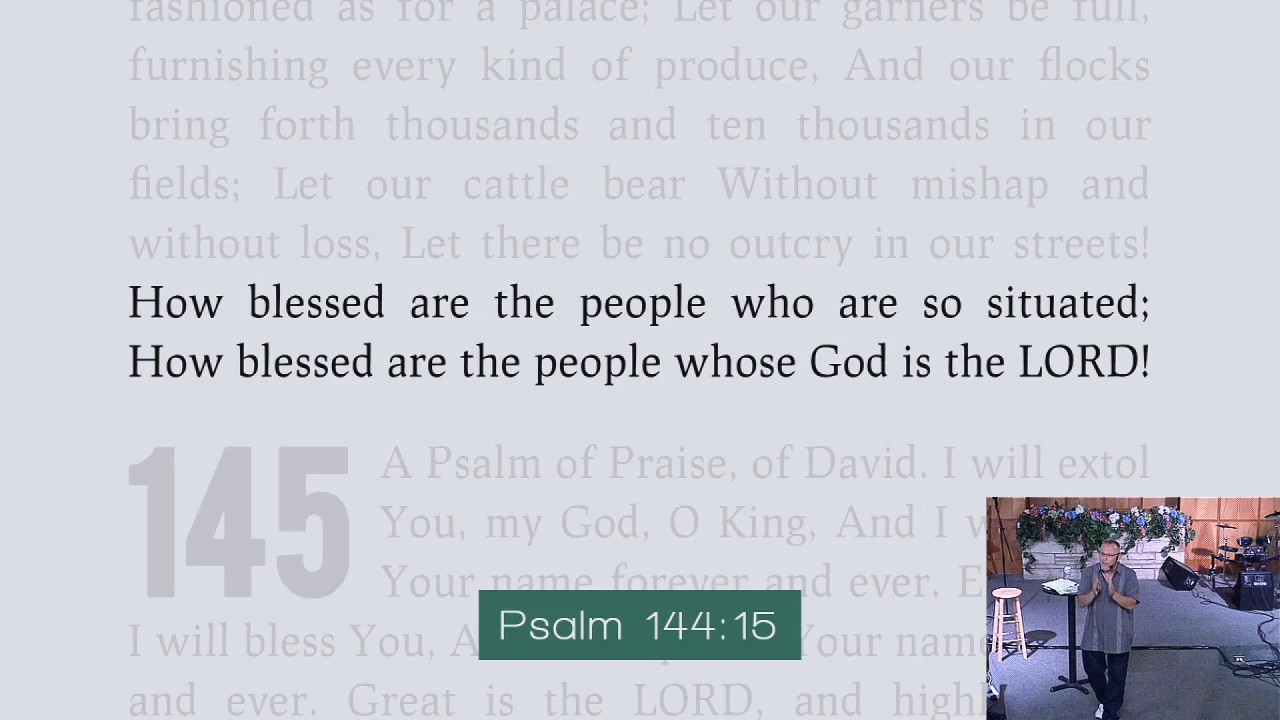 fashioned as for a palace; Let our garners be full,
furnishing every kind of produce, And our flocks
bring forth thousands and ten thousands in our
fields; Let our cattle bear Without mishap and
without loss, Let there be no outcry in our streets!
How blessed are the people who are so situated;
How blessed are the people whose God is the LORD!
145
A Psalm of Praise, of David. I will extol
You, my God, O King, And I
Your name forever and ever.
I will bless You, Your name
and ever. Great is the LORD, and
Psalm 144:15